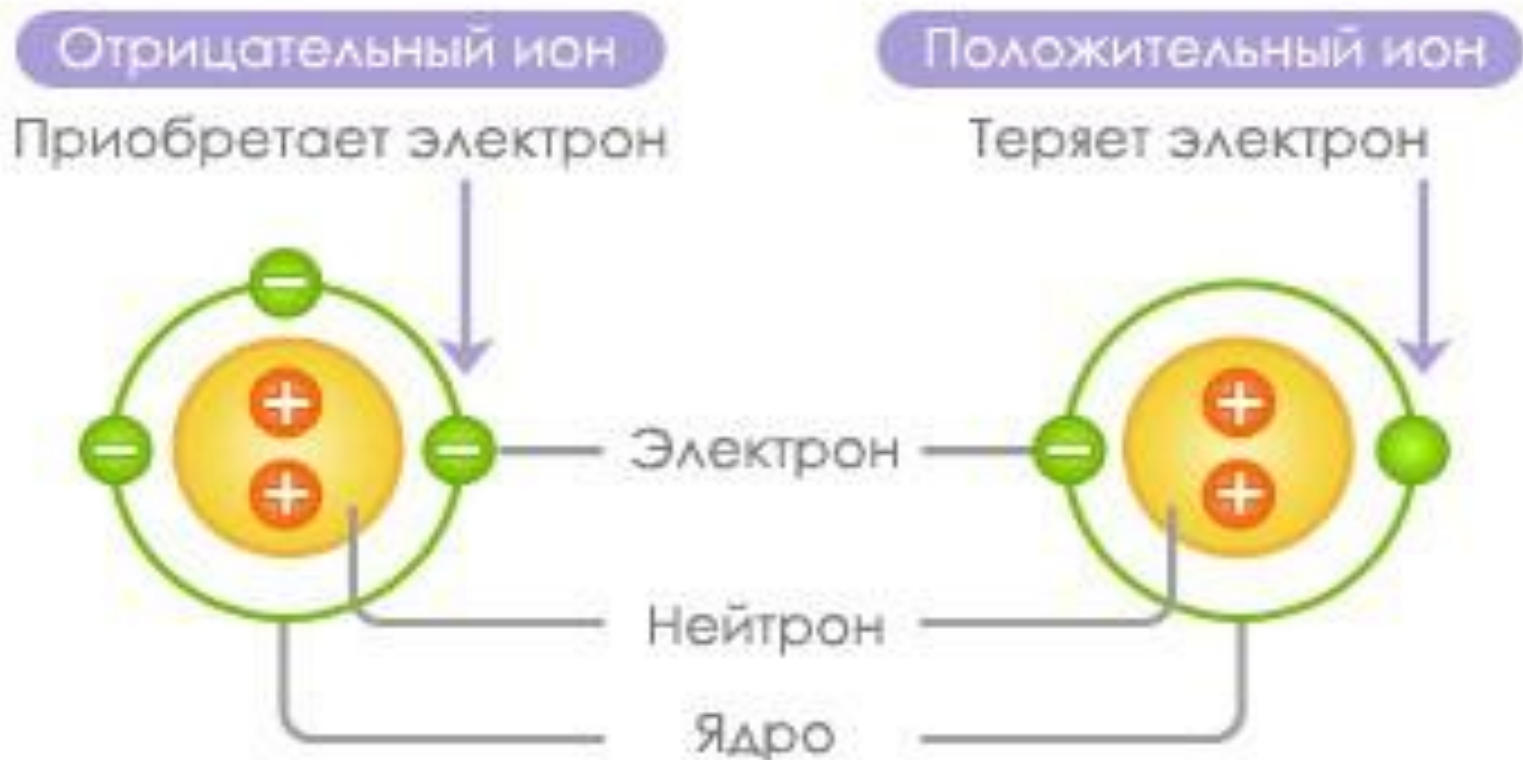 Отрицательный ион
Приобретает электрон
Положительный ион
Теряет электрон
Электрон
Нейтрон
Ядро